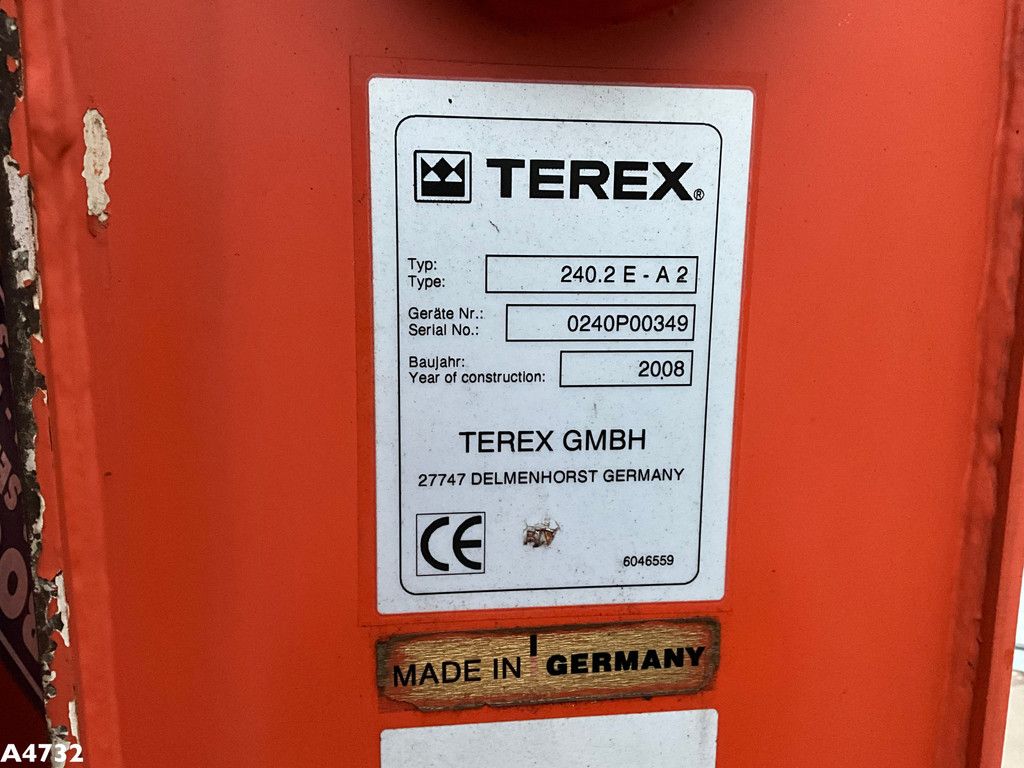 TEREX®
Typ:
Type:
240.2 E - A 2
Geräte Nr.:
Serial No.:
0240P00349
Baujahr:
Year of construction:
2008
TEREX GMBH
27747 DELMENHORST GERMANY
CE
6046559
MADE IN GERMANY
A4732